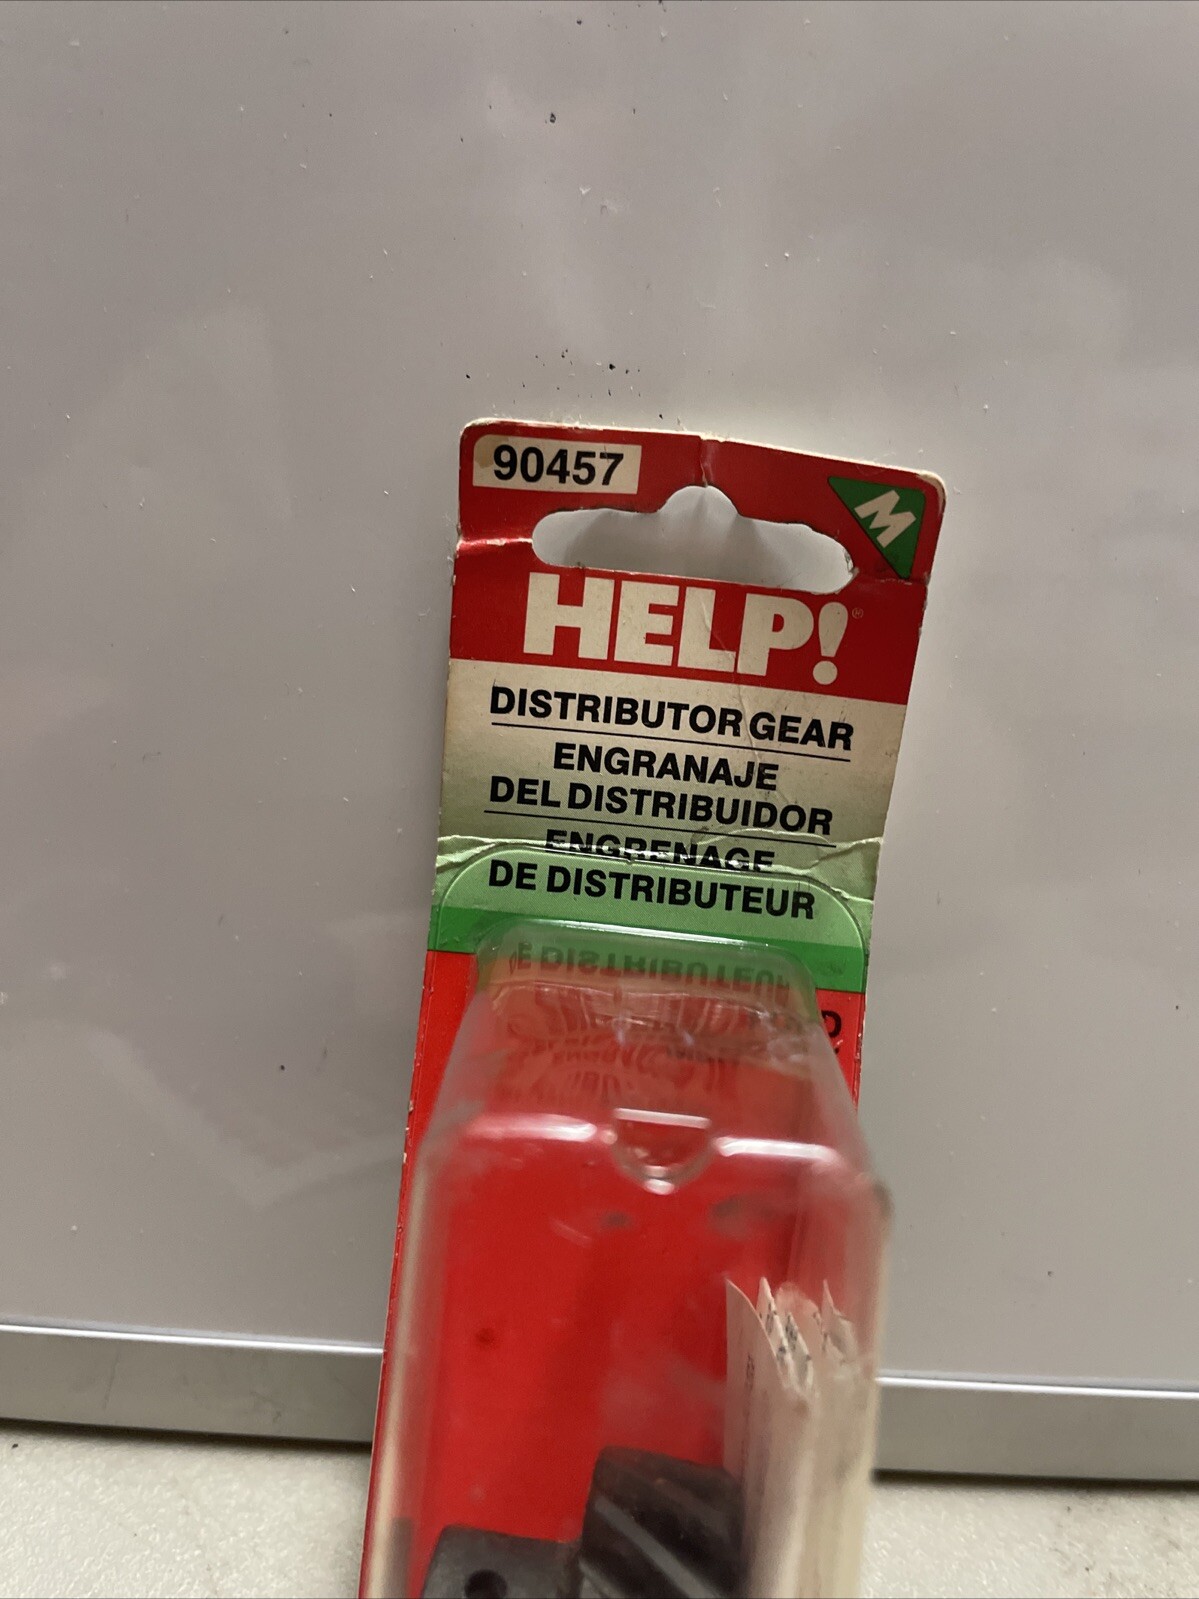 90457
M
HELP!®
DISTRIBUTOR GEAR
ENGRANAJE
DEL DISTRIBUIDOR
ENGRENAGE
DE DISTRIBUTEUR